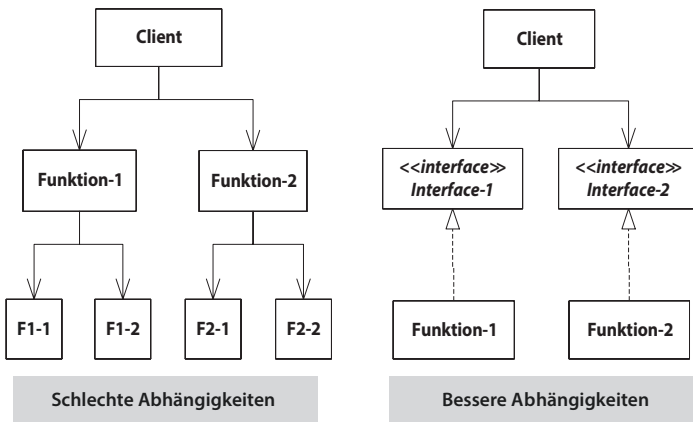 Client
Funktion-1
Funktion-2
F1-1
F1-2
F2-1
F2-2
Schlechte Abhängigkeiten
Client
<<interface>>
Interface-1
<<interface>>
Interface-2
Funktion-1
Funktion-2
Bessere Abhängigkeiten